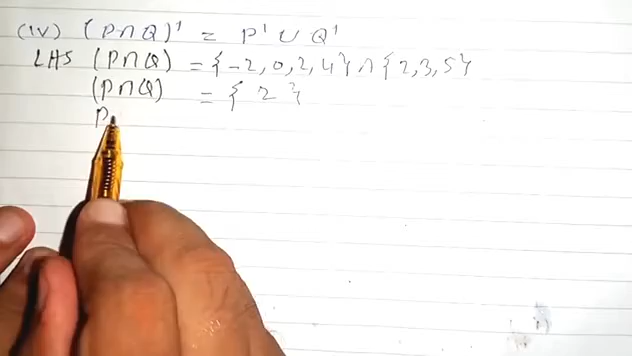 (iv) (P∩Q)' = P' ∪ Q'
LHS (P∩Q) = {-2, 0, 2, 4} ∩ {2, 3, 5}
(P∩Q) = {2}
P